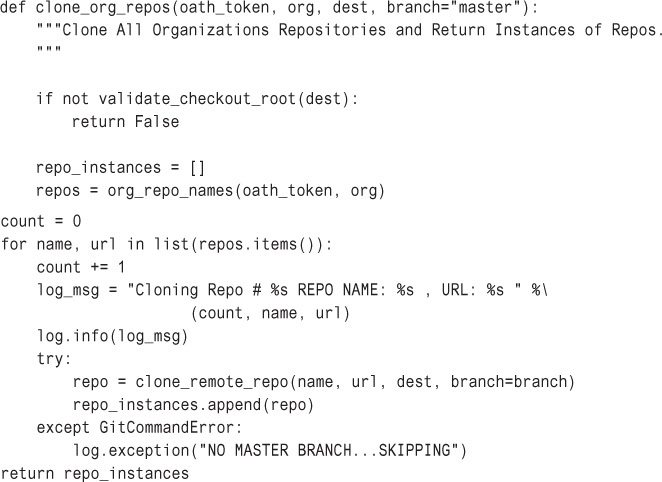 def clone_org_repos(oath_token, org, dest, branch="master"):
    """Clone All Organizations Repositories and Return Instances of Repos.
    """

    if not validate_checkout_root(dest):
        return False

    repo_instances = []
    repos = org_repo_names(oath_token, org)
count = 0
for name, url in list(repos.items()):
    count += 1
    log_msg = "Cloning Repo # %s REPO NAME: %s , URL: %s " %\
                     (count, name, url)
    log.info(log_msg)
    try:
        repo = clone_remote_repo(name, url, dest, branch=branch)
        repo_instances.append(repo)
    except GitCommandError:
        log.exception("NO MASTER BRANCH...SKIPPING")
return repo_instances